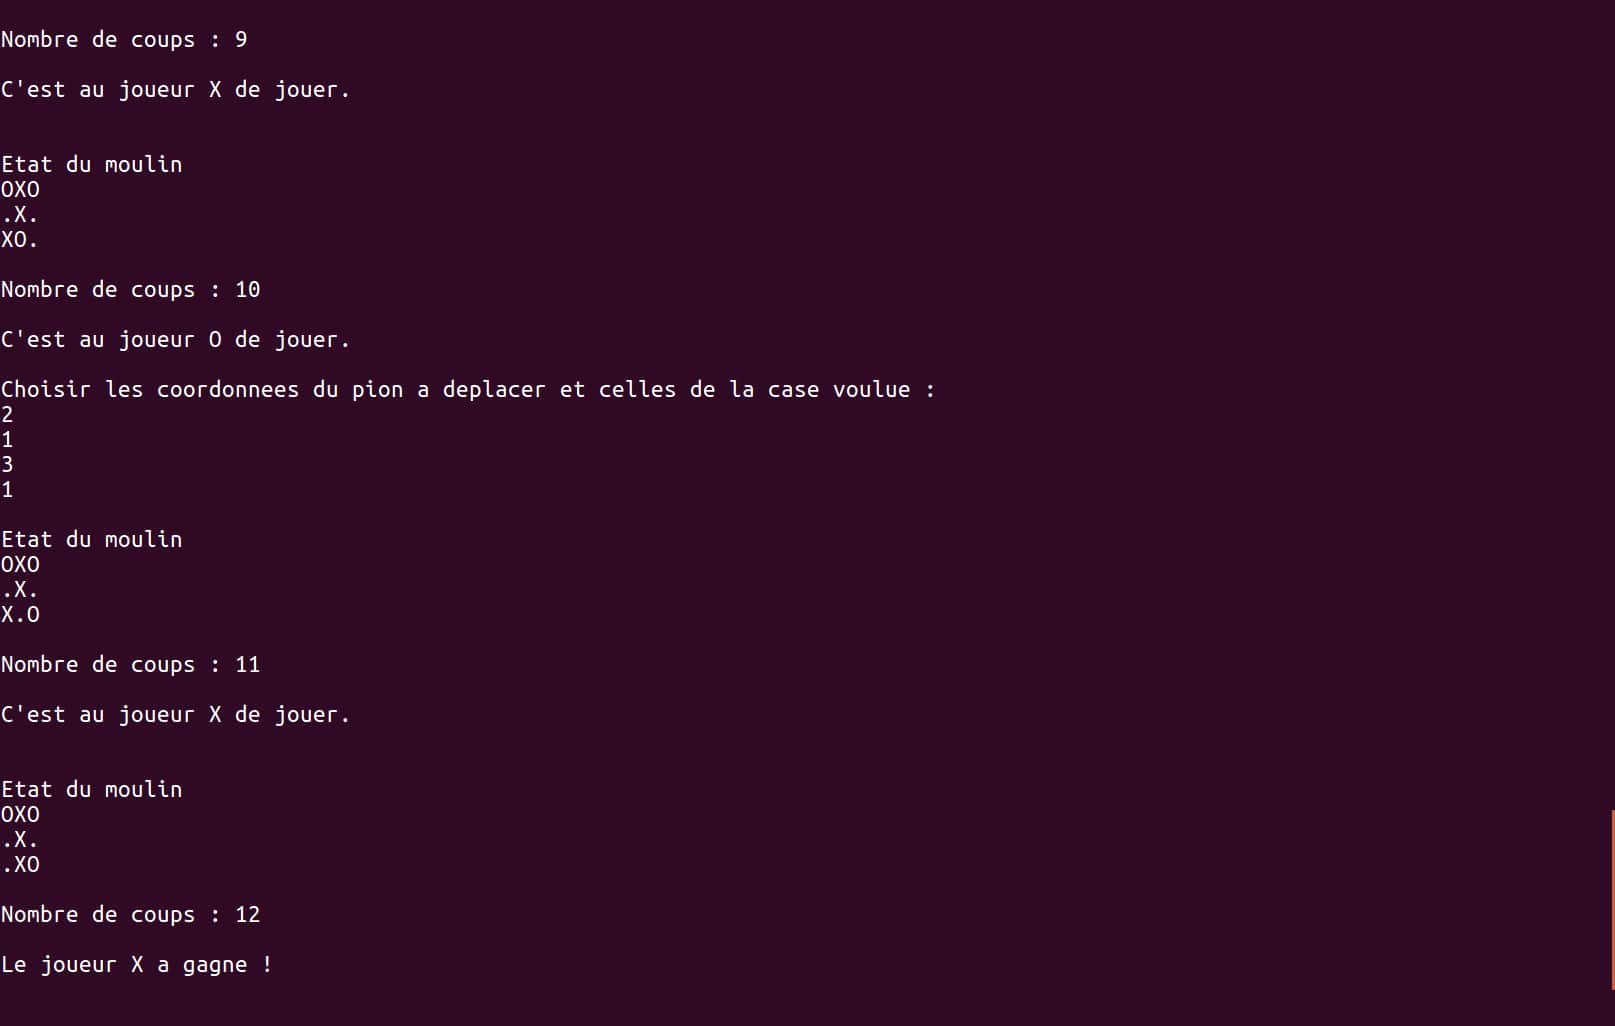 Nombre de coups : 9
C'est au joueur X de jouer.
Etat du moulin
OXO
.X.
XO.
Nombre de coups : 10
C'est au joueur O de jouer.
Choisir les coordonnees du pion a deplacer et celles de la case voulue :
2
1
3
1
Etat du moulin
OXO
.X.
X.O
Nombre de coups : 11
C'est au joueur X de jouer.
Etat du moulin
OXO
.X.
.XO
Nombre de coups : 12
Le joueur X a gagne !